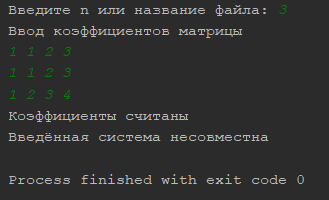 Введите n или название файла: 3
Ввод коэффициентов матрицы
1 1 2 3
1 1 2 3
1 2 3 4
Коэффициенты считаны
Введённая система несовместна
Process finished with exit code 0